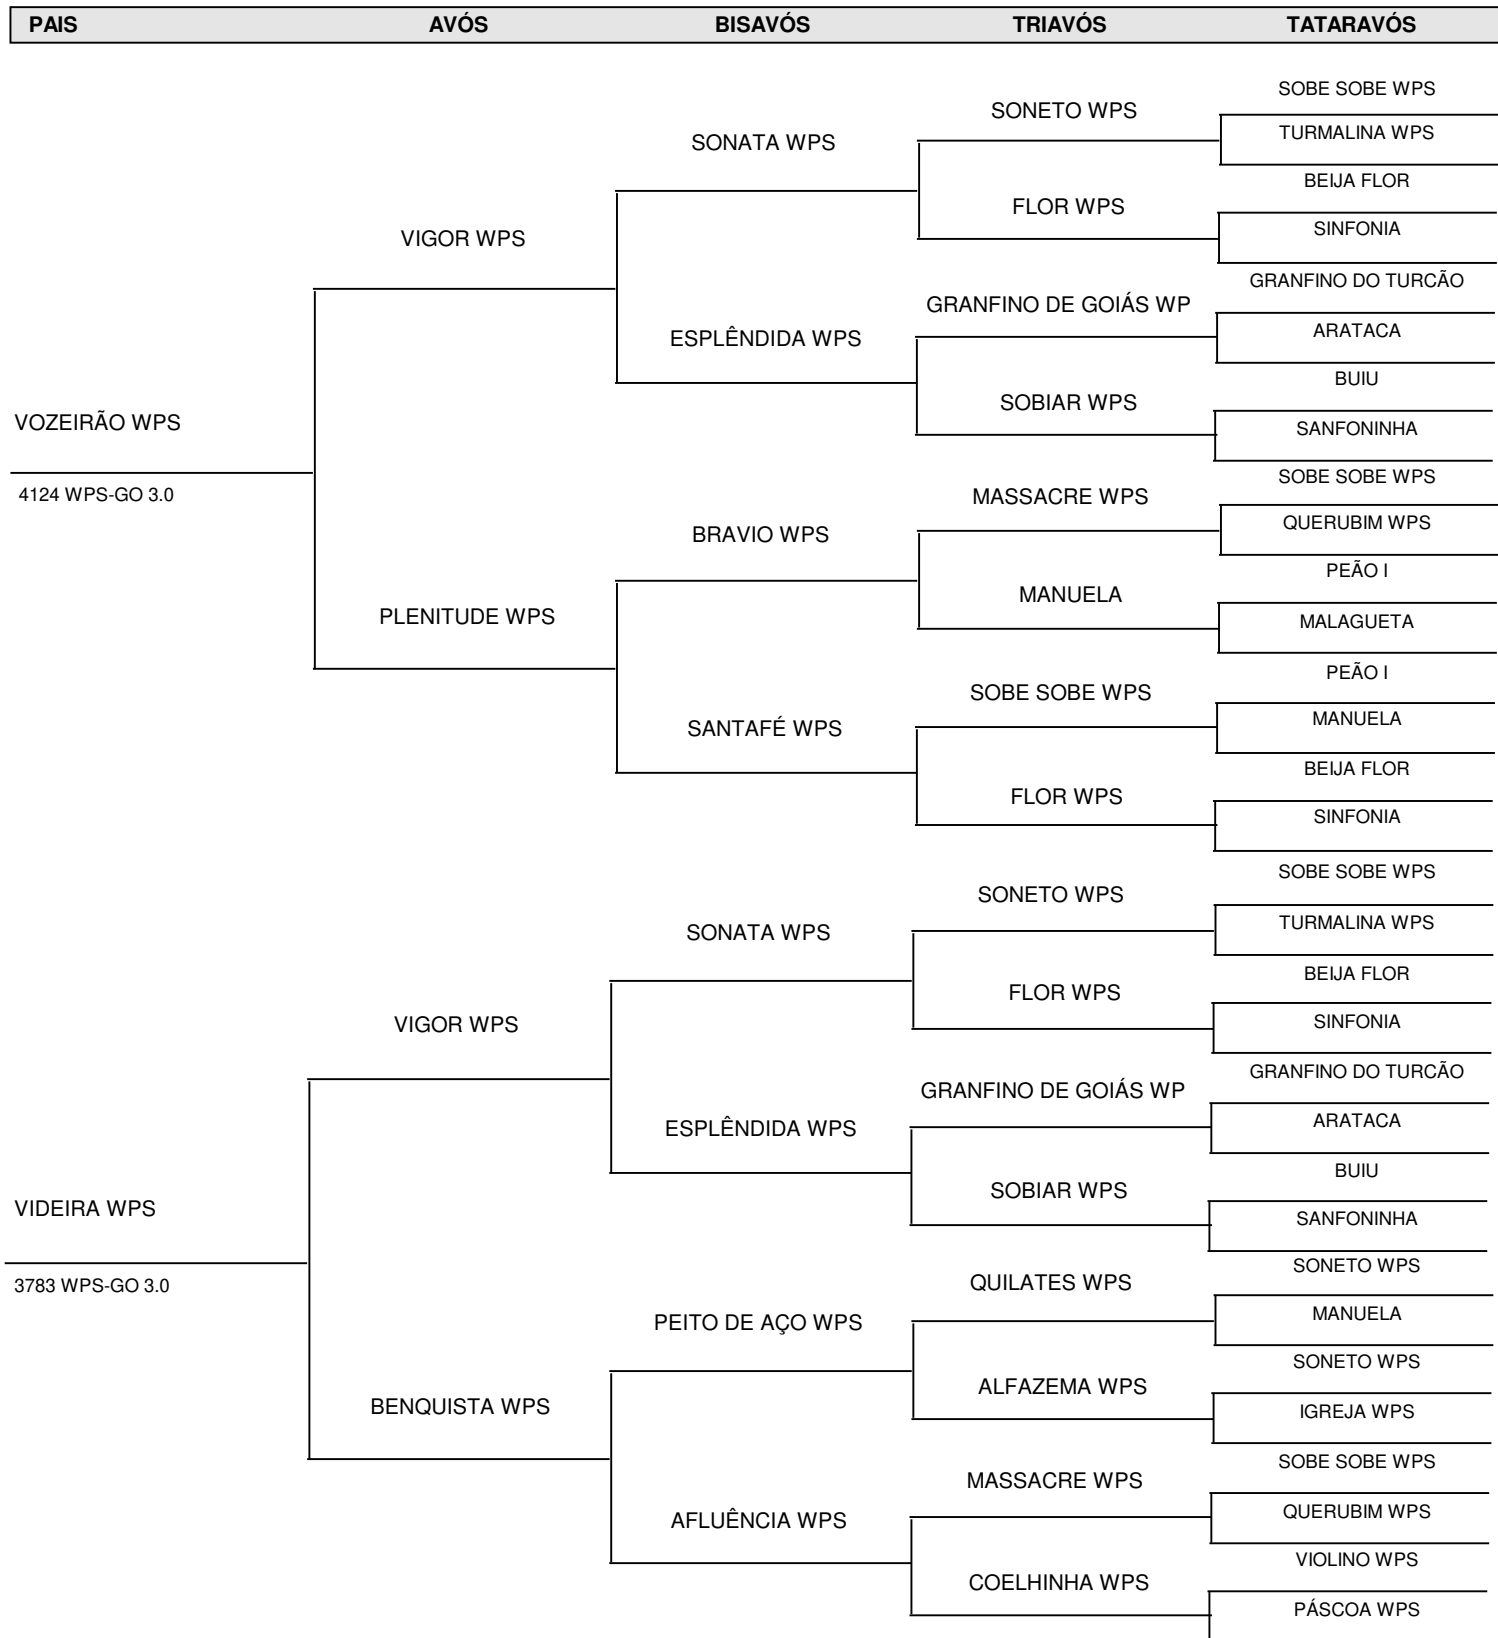 PAIS AVÓS BISAVÓS TRIAVÓS TATARAVÓS
SOBE SOBE WPS
SONETO WPS
TURMALINA WPS
SONATA WPS
BEIJA FLOR
FLOR WPS
SINFONIA
VIGOR WPS
GRANFINO DO TURCÃO
GRANFINO DE GOIÁS WP
ARATACA
ESPLÊNDIDA WPS
BUIU
SOBIAR WPS
SANFONINHA
VOZEIRÃO WPS
4124 WPS-GO 3.0
SOBE SOBE WPS
MASSACRE WPS
QUERUBIM WPS
BRAVIO WPS
PEÃO I
MANUELA
MALAGUETA
PLENITUDE WPS
PEÃO I
SOBE SOBE WPS
MANUELA
SANTAFÉ WPS
BEIJA FLOR
FLOR WPS
SINFONIA
SOBE SOBE WPS
SONETO WPS
TURMALINA WPS
SONATA WPS
BEIJA FLOR
FLOR WPS
SINFONIA
VIGOR WPS
GRANFINO DO TURCÃO
GRANFINO DE GOIÁS WP
ARATACA
ESPLÊNDIDA WPS
BUIU
SOBIAR WPS
SANFONINHA
VIDEIRA WPS
3783 WPS-GO 3.0
SONETO WPS
QUILATES WPS
MANUELA
PEITO DE AÇO WPS
SONETO WPS
ALFAZEMA WPS
IGREJA WPS
BENQUISTA WPS
SOBE SOBE WPS
MASSACRE WPS
QUERUBIM WPS
AFLUÊNCIA WPS
VIOLINO WPS
COELHINHA WPS
PÁSCOA WPS